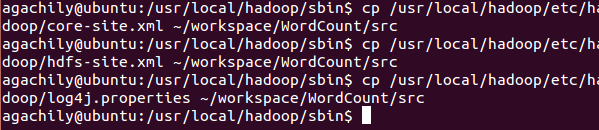 agachily@ubuntu:/usr/local/hadoop/sbin$ cp /usr/local/hadoop/etc/ha
doop/core-site.xml ~/workspace/WordCount/src
agachily@ubuntu:/usr/local/hadoop/sbin$ cp /usr/local/hadoop/etc/ha
doop/hdfs-site.xml ~/workspace/WordCount/src
agachily@ubuntu:/usr/local/hadoop/sbin$ cp /usr/local/hadoop/etc/ha
doop/log4j.properties ~/workspace/WordCount/src
agachily@ubuntu:/usr/local/hadoop/sbin$